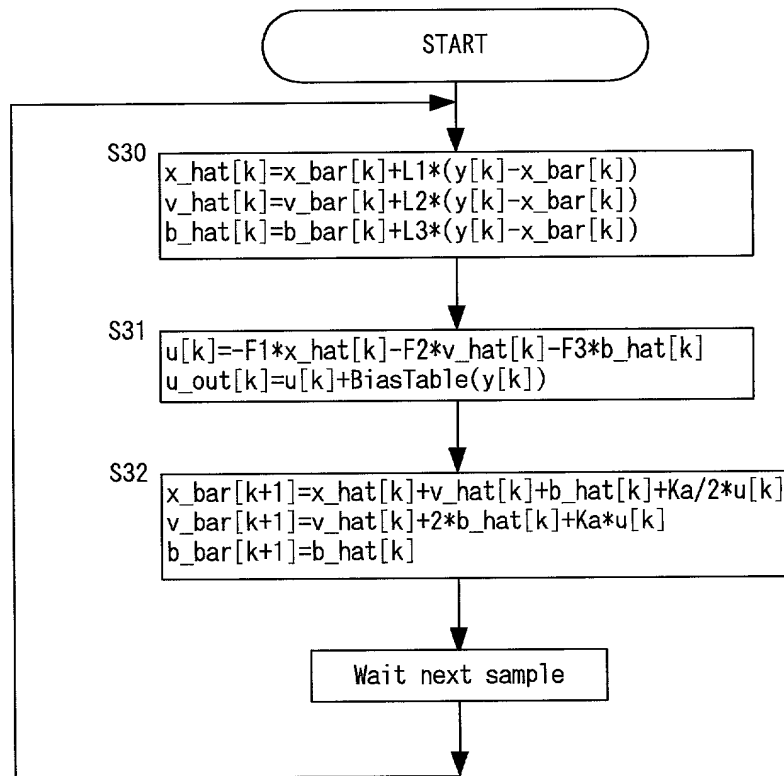 START
S30
x_hat[k]=x_bar[k]+L1*(y[k]-x_bar[k])
v_hat[k]=v_bar[k]+L2*(y[k]-x_bar[k])
b_hat[k]=b_bar[k]+L3*(y[k]-x_bar[k])
S31
u[k]=-F1*x_hat[k]-F2*v_hat[k]-F3*b_hat[k]
u_out[k]=u[k]+BiasTable(y[k])
S32
x_bar[k+1]=x_hat[k]+v_hat[k]+b_hat[k]+Ka/2*u[k]
v_bar[k+1]=v_hat[k]+2*b_hat[k]+Ka*u[k]
b_bar[k+1]=b_hat[k]
Wait next sample